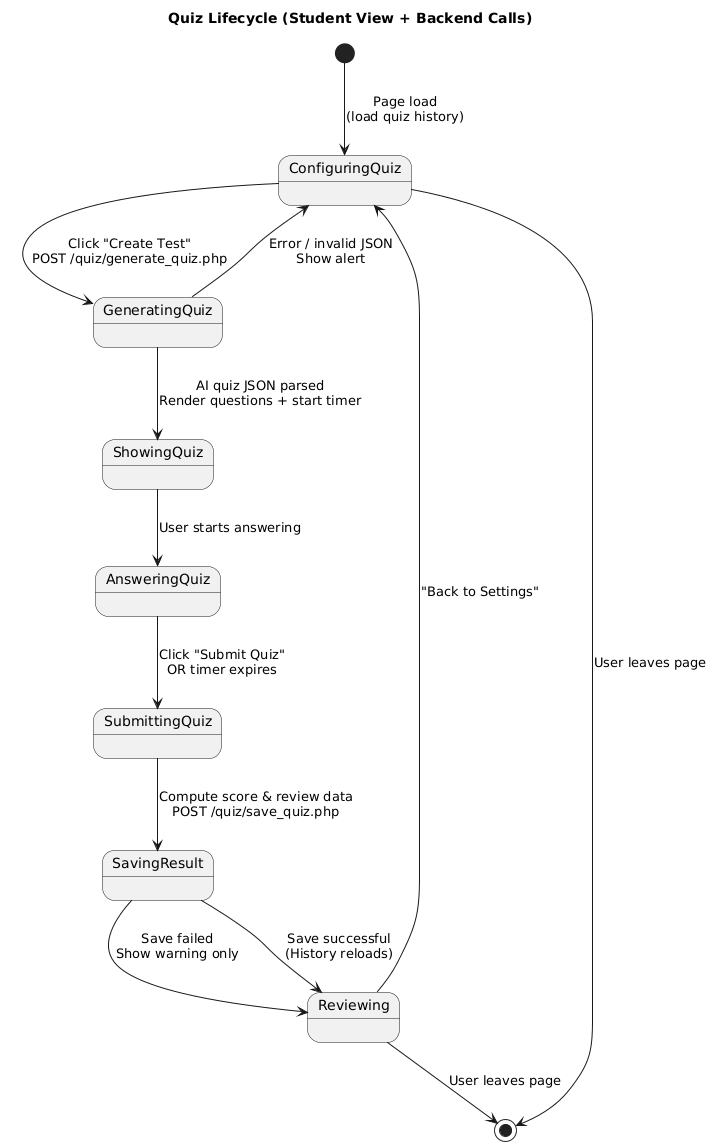 Quiz Lifecycle (Student View + Backend Calls)
Page load
(load quiz history)
ConfiguringQuiz
Click "Create Test"
POST /quiz/generate_quiz.php
Error / invalid JSON
Show alert
GeneratingQuiz
AI quiz JSON parsed
Render questions + start timer
ShowingQuiz
User starts answering
AnsweringQuiz
"Back to Settings"
Click "Submit Quiz"
OR timer expires
User leaves page
SubmittingQuiz
Compute score & review data
POST /quiz/save_quiz.php
SavingResult
Save failed
Show warning only
Save successful
(History reloads)
Reviewing
User leaves page